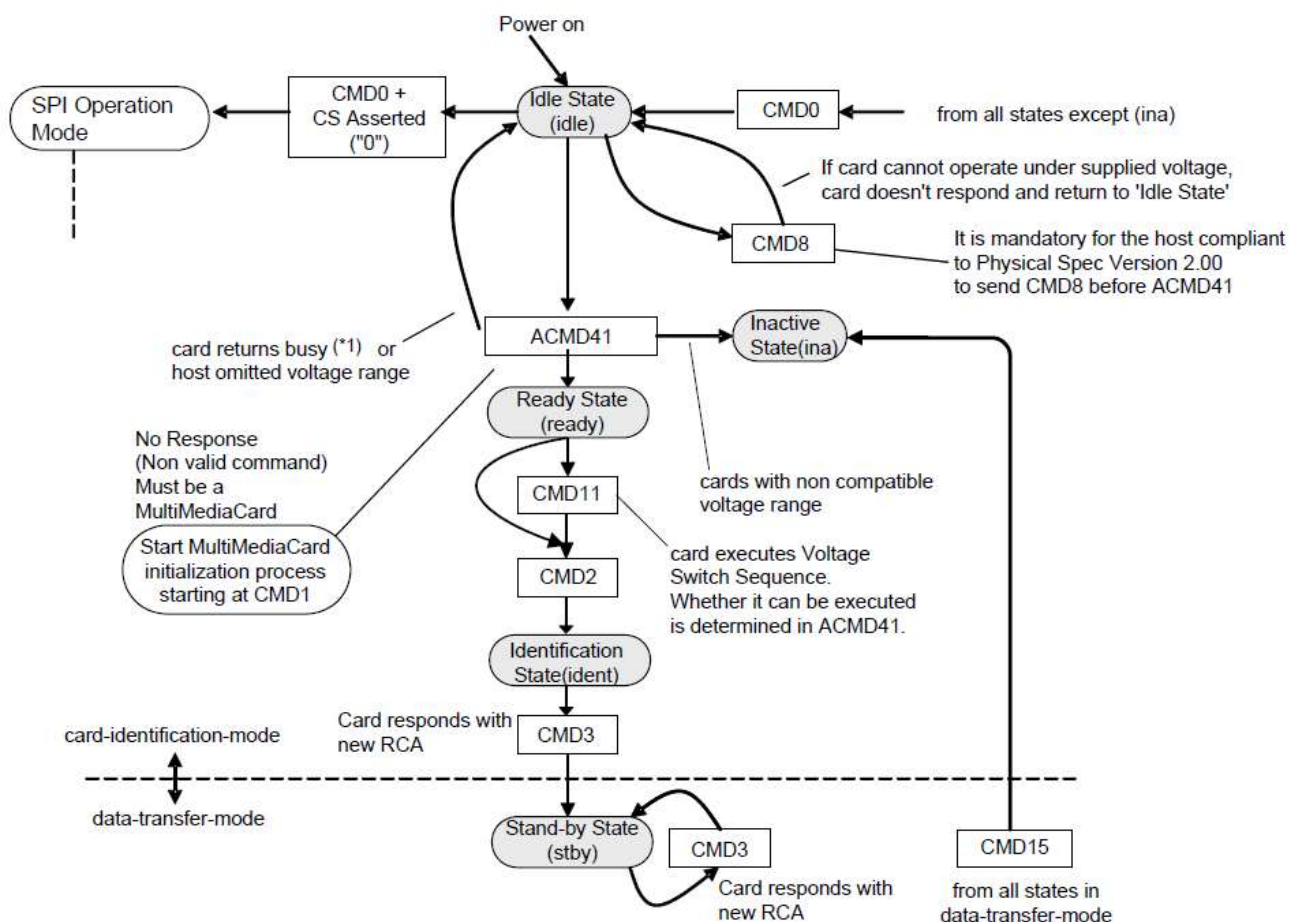 Power on
SPI Operation
Mode
CMD0 +
CS Asserted
("0")
Idle State
(idle)
CMD0
from all states except (ina)
If card cannot operate under supplied voltage,
card doesn't respond and return to 'Idle State'
CMD8
It is mandatory for the host compliant
to Physical Spec Version 2.00
to send CMD8 before ACMD41
card returns busy (*1) or
host omitted voltage range
ACMD41
Inactive
State(ina)
Ready State
(ready)
No Response
(Non valid command)
Must be a
MultiMediaCard
Start MultiMediaCard
initialization process
starting at CMD1
cards with non compatible
voltage range
CMD11
card executes Voltage
Switch Sequence.
Whether it can be executed
is determined in ACMD41.
CMD2
Identification
State(ident)
Card responds with
new RCA
CMD3
card-identification-mode
data-transfer-mode
Stand-by State
(stby)
CMD3
Card responds with
new RCA
CMD15
from all states in
data-transfer-mode